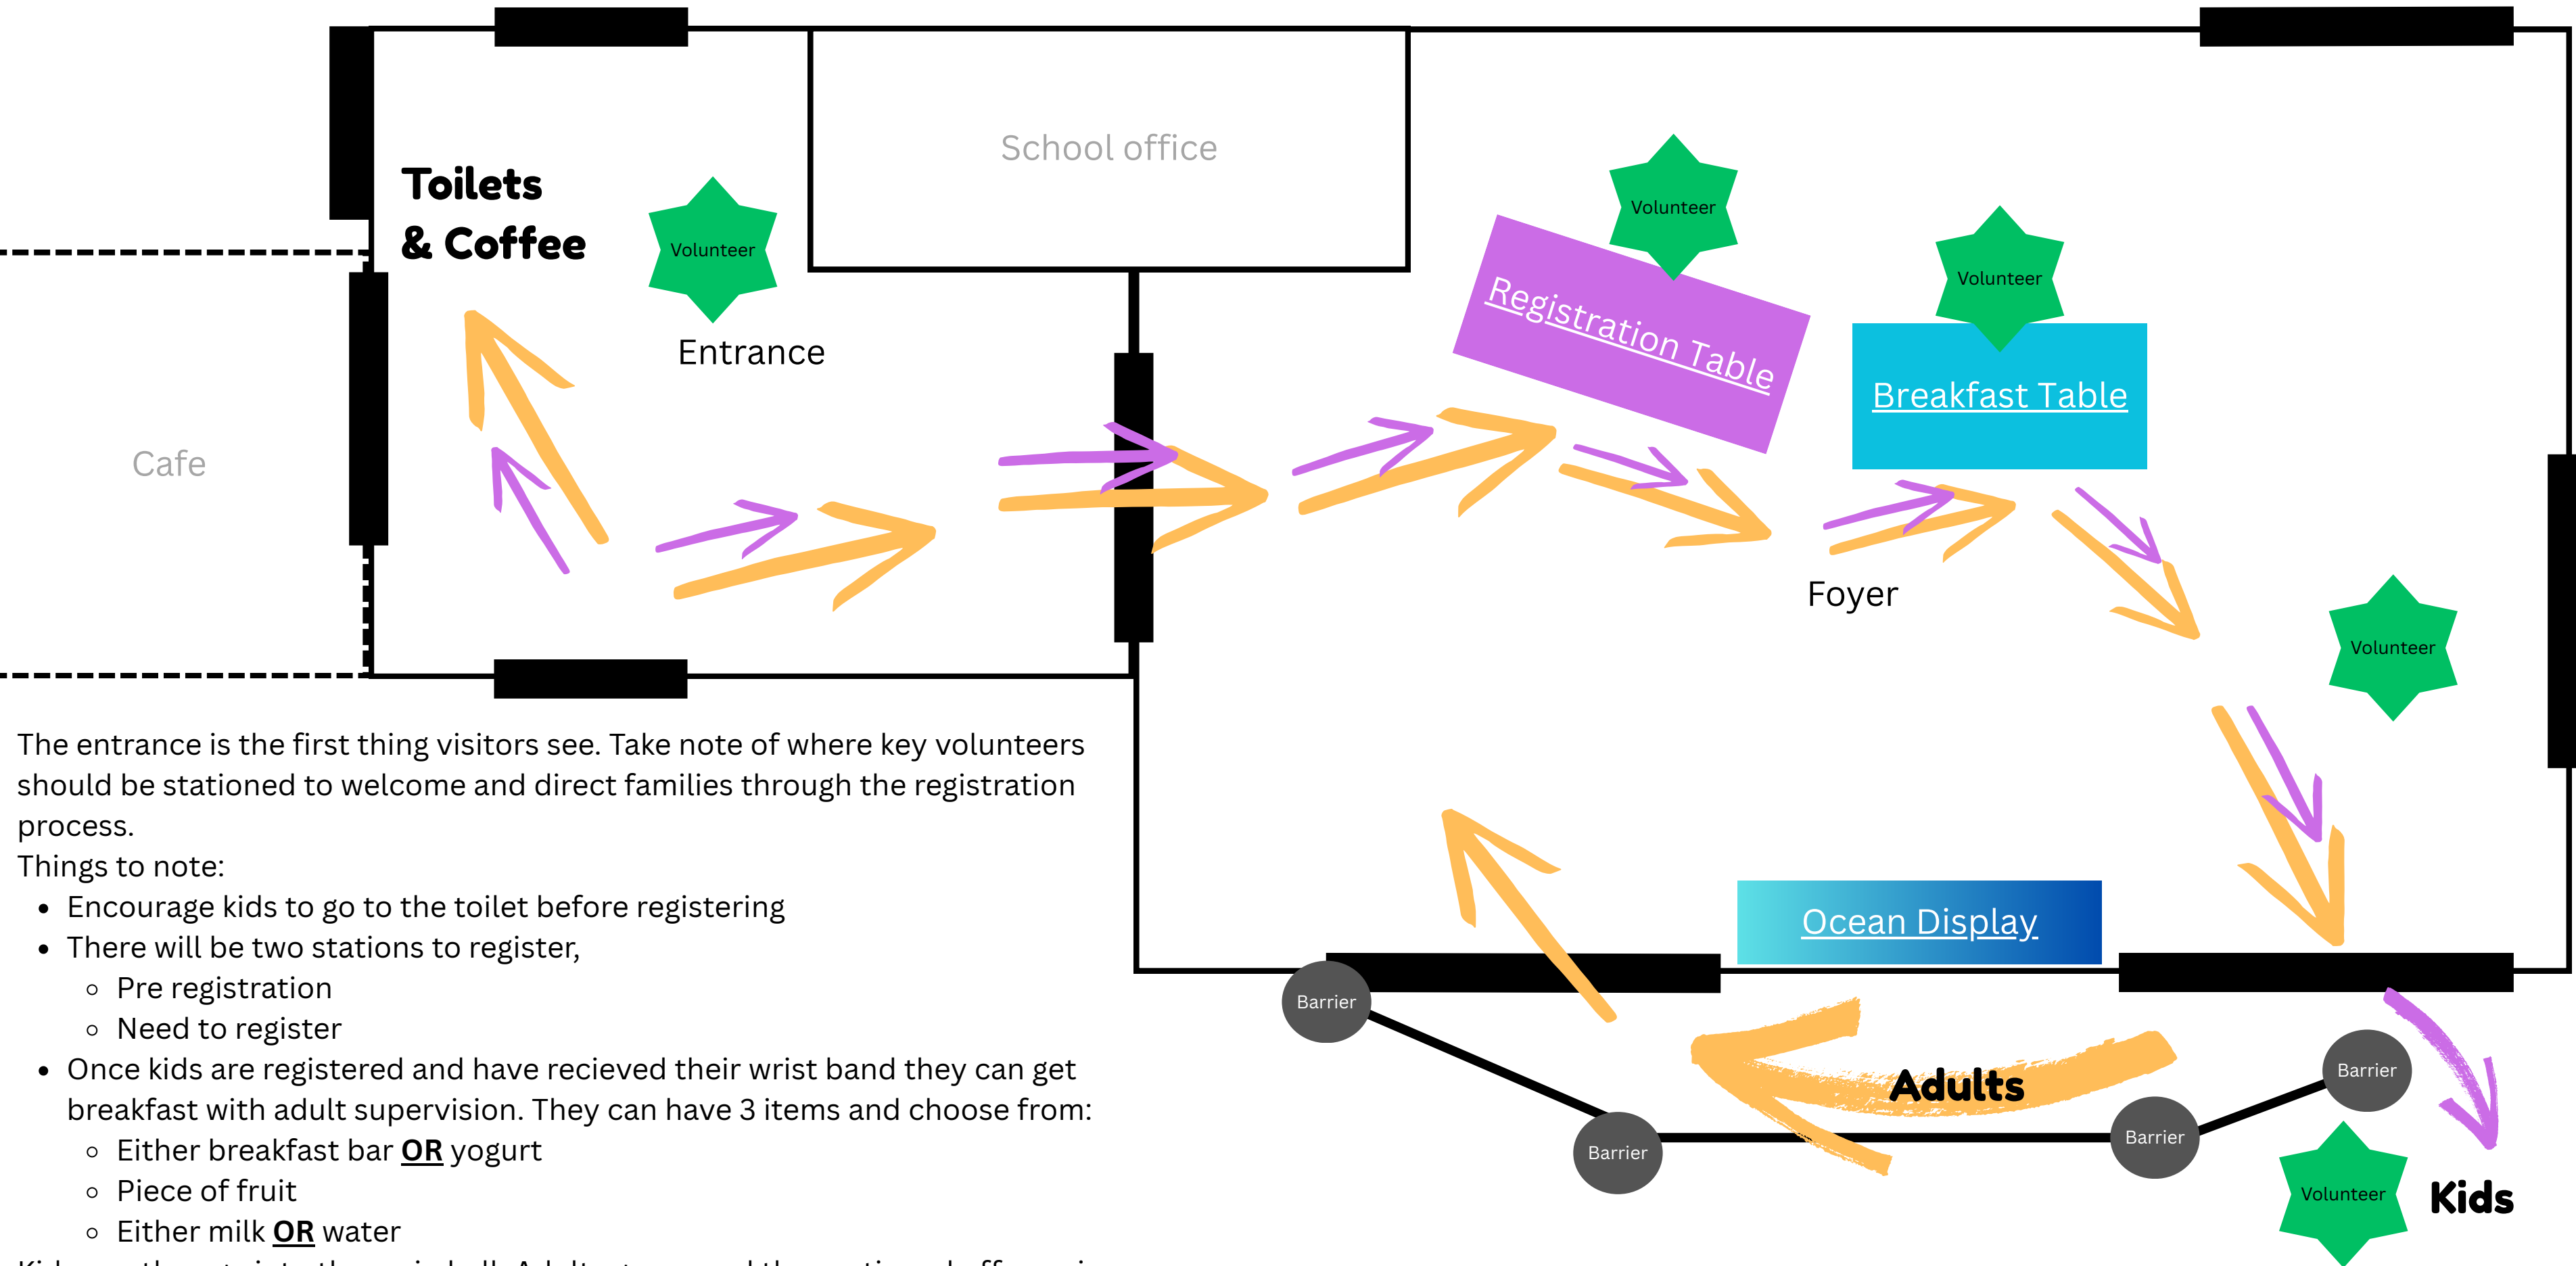 School office
Toilets
& Coffee
Volunteer
Entrance
Cafe
Volunteer
Registration Table
Volunteer
Breakfast Table
Foyer
Volunteer
Ocean Display
Barrier
Barrier
Adults
Barrier
Barrier
Volunteer
Kids
The entrance is the first thing visitors see. Take note of where key volunteers
should be stationed to welcome and direct families through the registration
process.
Things to note:
• Encourage kids to go to the toilet before registering
• There will be two stations to register,
◦ Pre registration
◦ Need to register
• Once kids are registered and have recieved their wrist band they can get
breakfast with adult supervision. They can have 3 items and choose from:
◦ Either breakfast bar OR yogurt
◦ Piece of fruit
◦ Either milk OR water